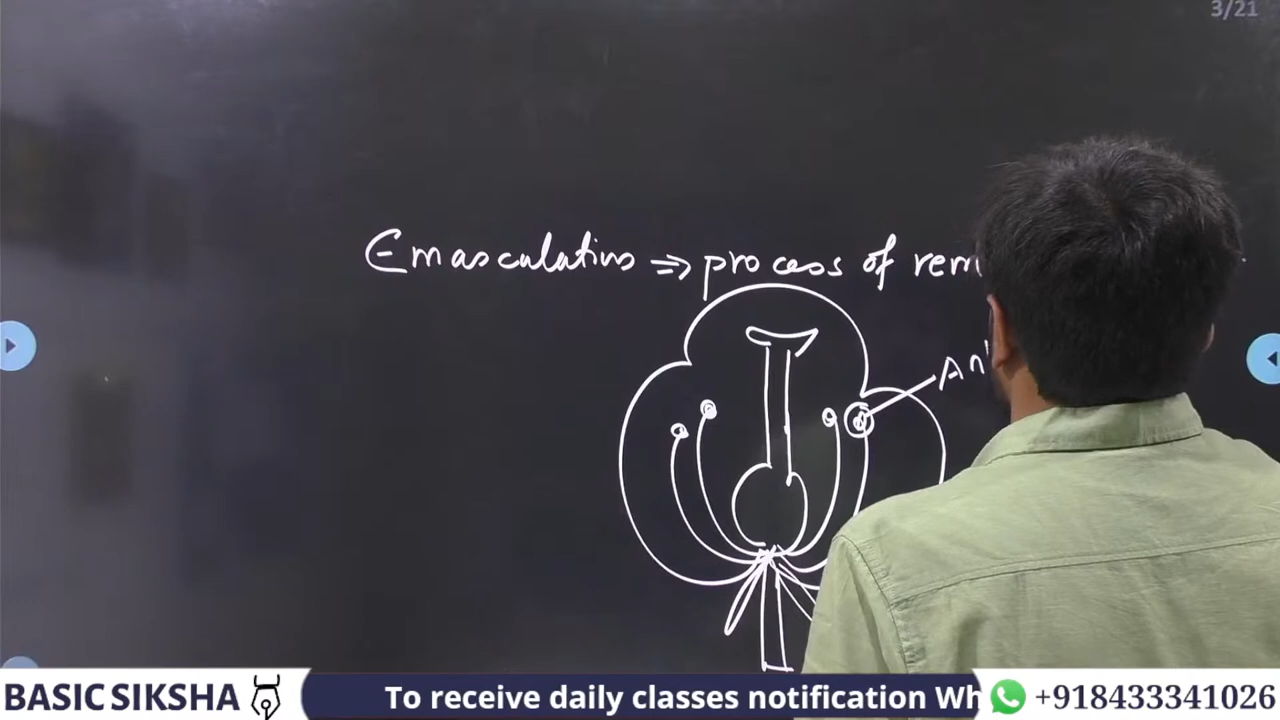 3/21
Emasculation => process of rem
An
BASIC SIKSHA
To receive daily classes notification Wh
+918433341026